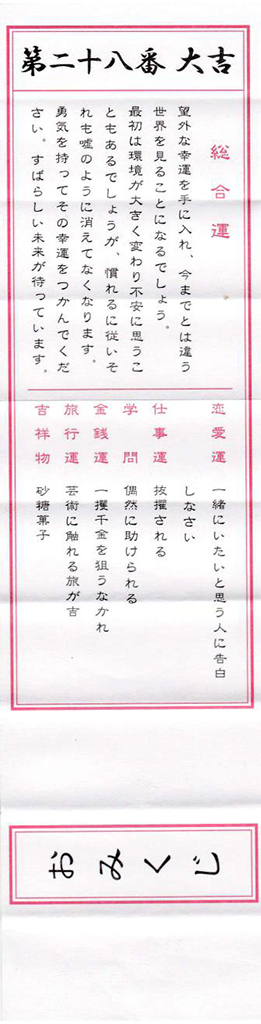 第二十八番 大吉
総合運
望外な幸運を手に入れ、今までとは違う
世界を見ることになるでしょう。
最初は環境が大きく変わり不安に思うこ
ともあるでしょうが、慣れるに従いそ
れも嘘のように消えてなくなります。
勇気を持ってその幸運をつかんでくだ
さい。すばらしい未来が待っています。
恋愛運 一緒にいたいと思う人に告白
しなさい
仕事運 抜擢される
学問 偶然に助けられる
金銭運 一攫千金を狙うなかれ
旅行運 芸術に触れる旅が吉
吉祥物 砂糖菓子
おみくじ